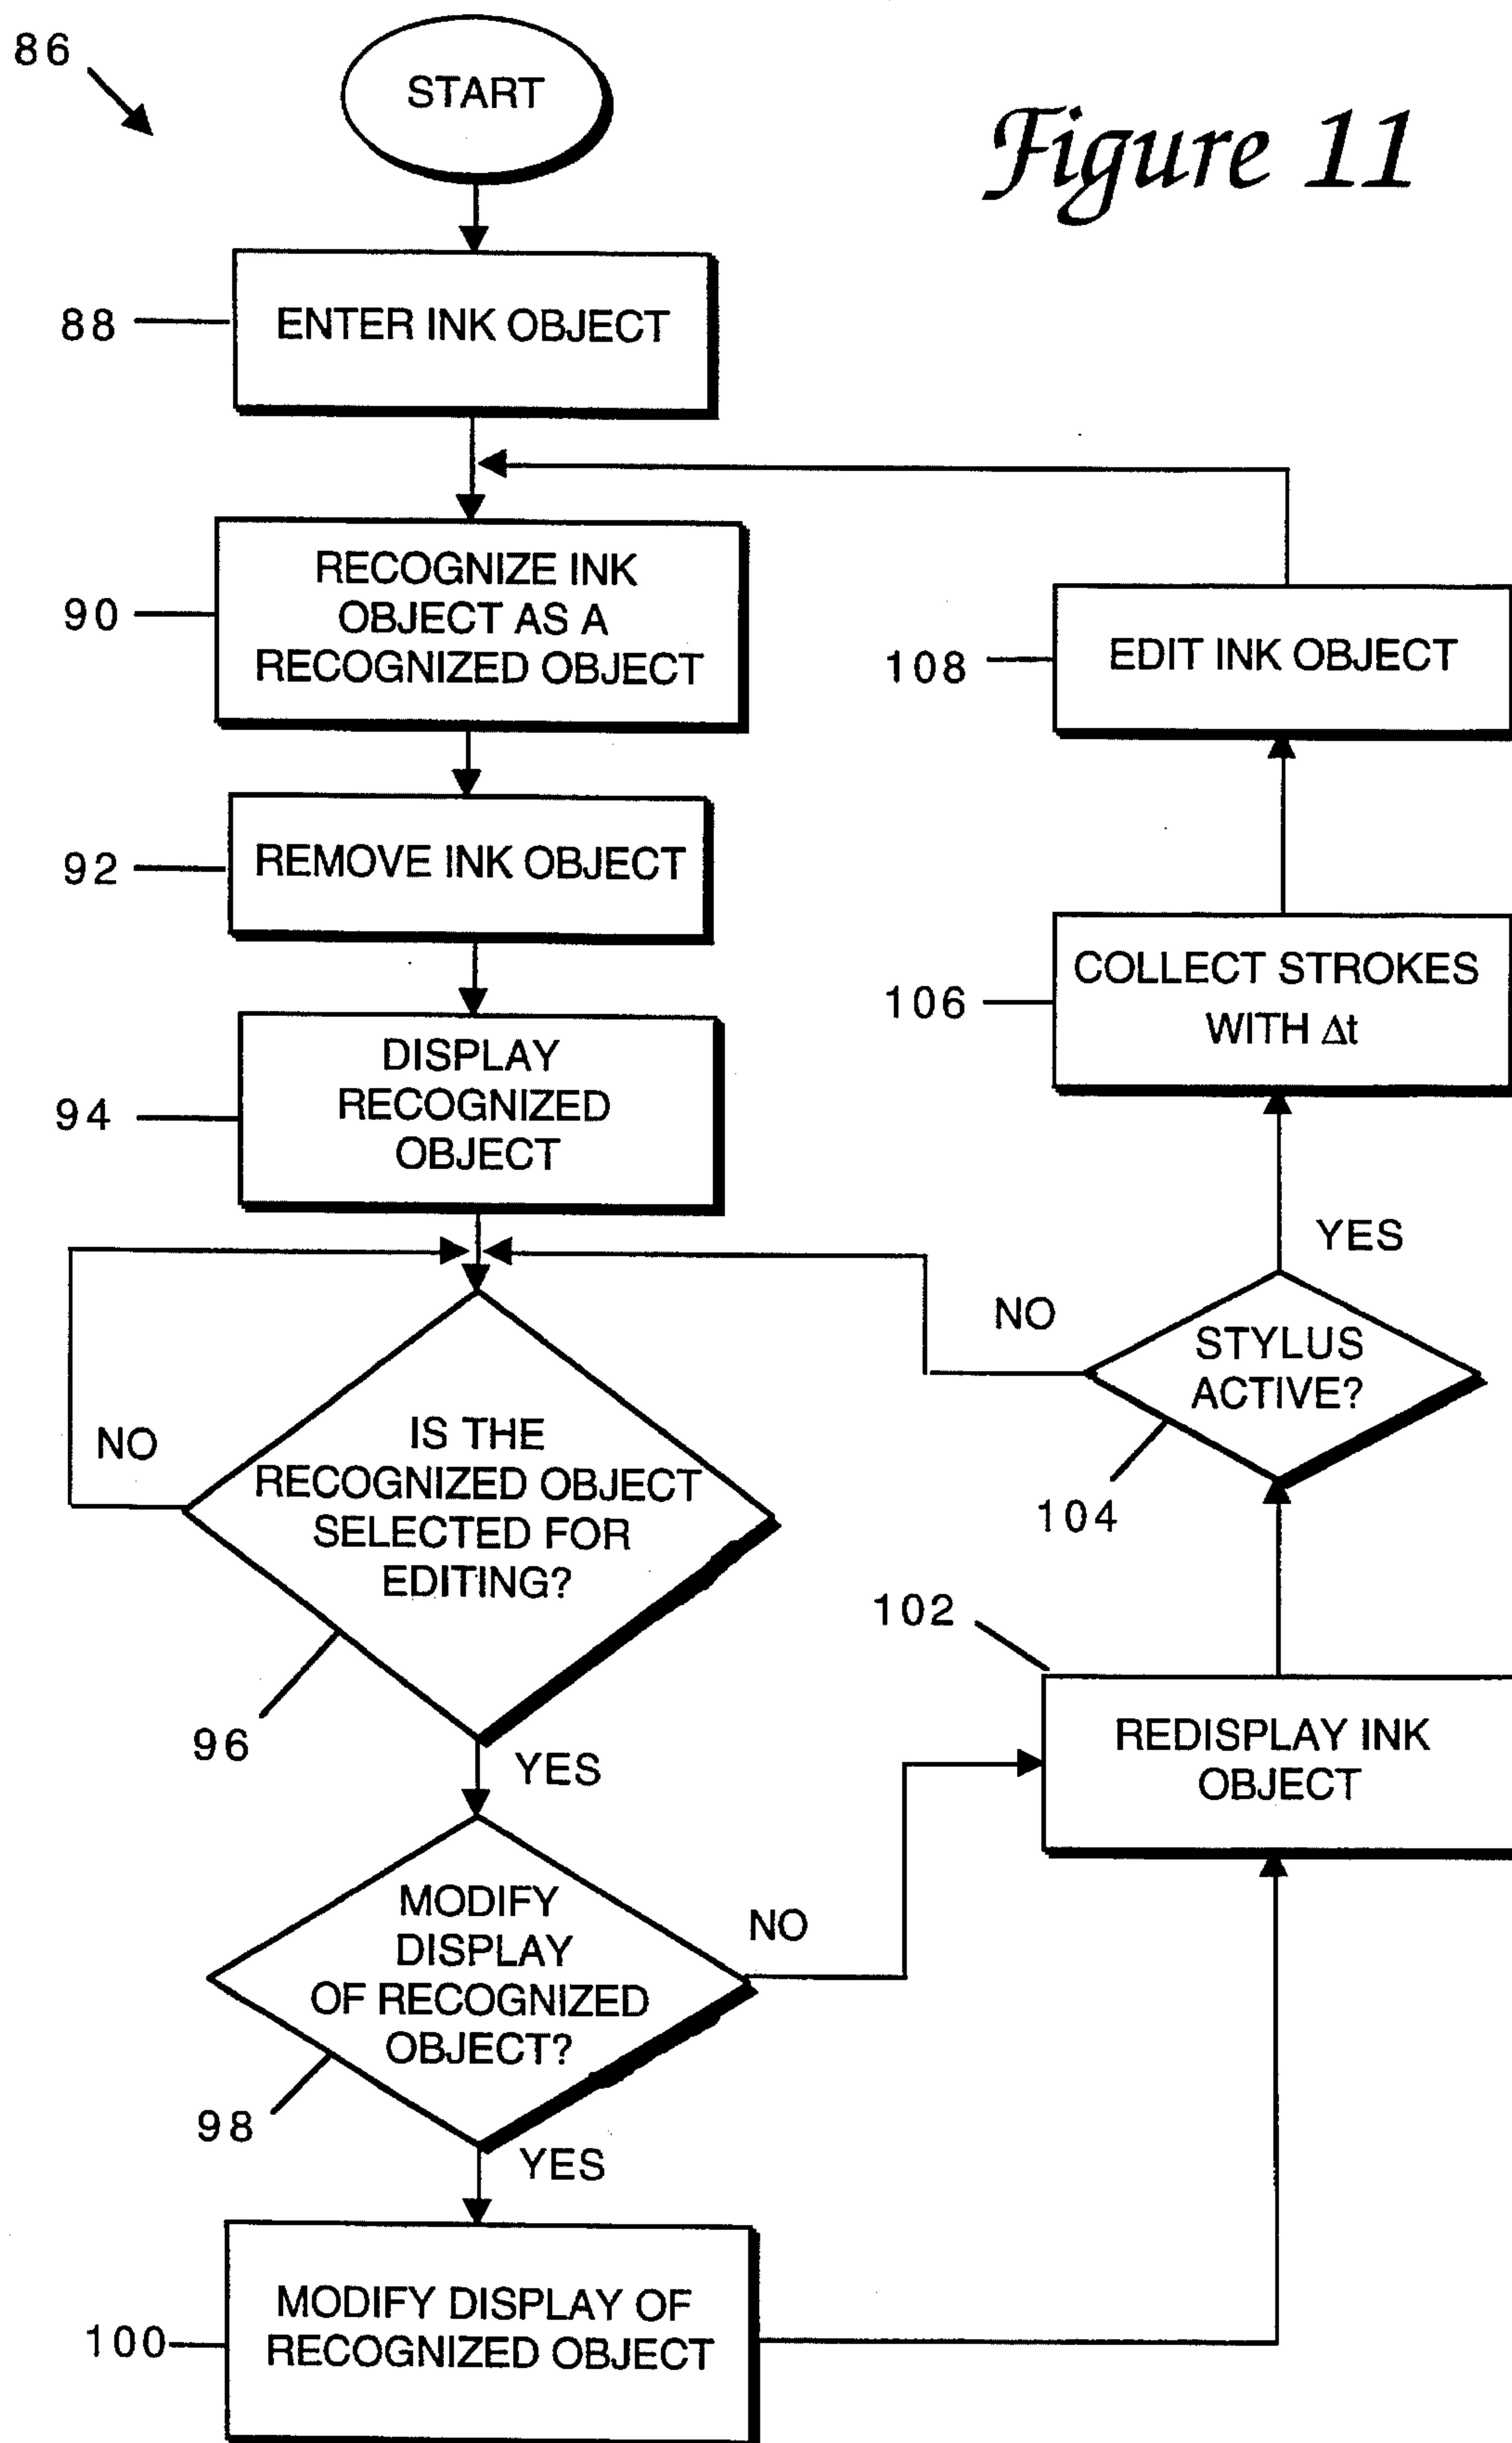 86
START
Figure 11
88
ENTER INK OBJECT
90
RECOGNIZE INK
OBJECT AS A
RECOGNIZED OBJECT
92
REMOVE INK OBJECT
94
DISPLAY
RECOGNIZED
OBJECT
NO
IS THE
RECOGNIZED OBJECT
SELECTED FOR
EDITING?
96
YES
MODIFY
DISPLAY
OF RECOGNIZED
OBJECT?
98
NO
YES
100
MODIFY DISPLAY OF
RECOGNIZED OBJECT
102
REDISPLAY INK
OBJECT
STYLUS
ACTIVE?
104
NO
YES
106
COLLECT STROKES
WITH Δt
108
EDIT INK OBJECT